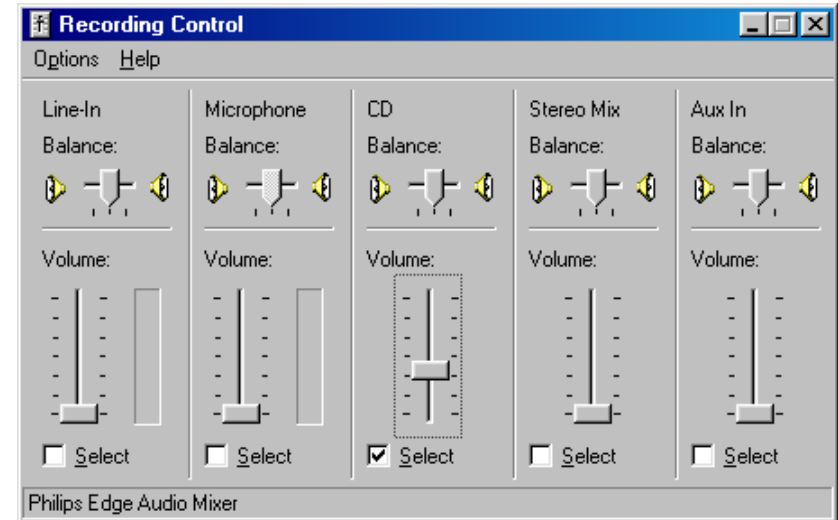 Recording Control
Options Help
Line-In Microphone CD Stereo Mix Aux In
Balance: Balance: Balance: Balance: Balance:
Volume: Volume: Volume: Volume: Volume:
Select Select Select Select Select
Philips Edge Audio Mixer